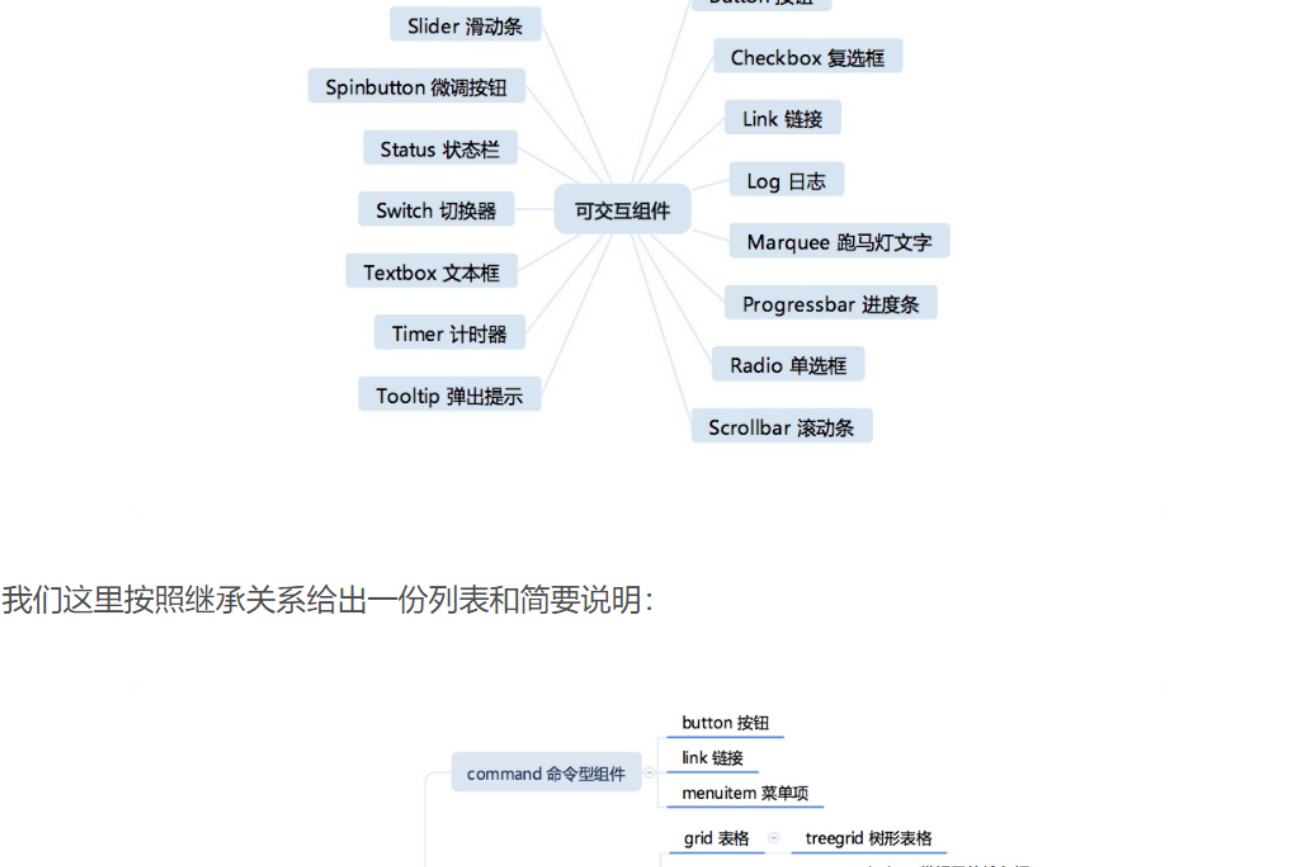 Slider 滑动条
Spinbutton 微调按钮
Status 状态栏
Switch 切换器
Textbox 文本框
Timer 计时器
Tooltip 弹出提示
可交互组件
Button 按钮
Checkbox 复选框
Link 链接
Log 日志
Marquee 跑马灯文字
Progressbar 进度条
Radio 单选框
Scrollbar 滚动条
我们这里按照继承关系给出一份列表和简要说明：
command 命令型组件
button 按钮
link 链接
menuitem 菜单项
grid 表格
treegrid 树形表格